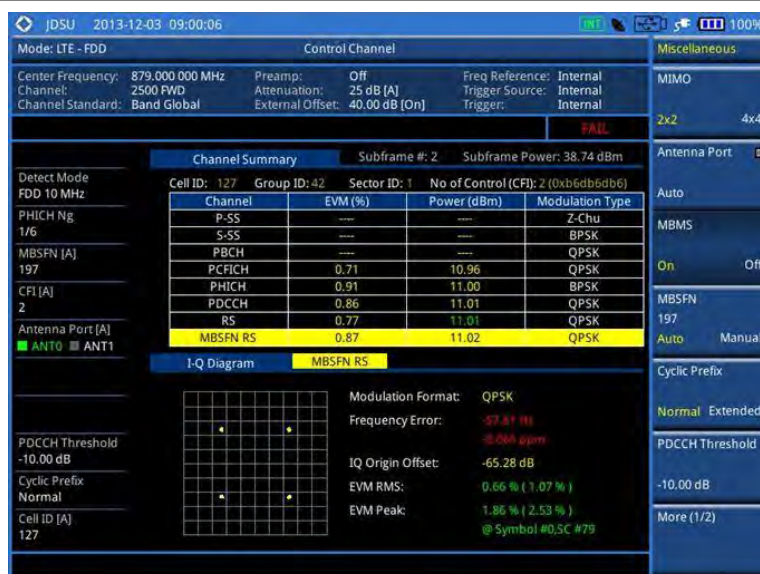 JDSU 2013-12-03 09:00:06 INT 100%
Mode: LTE - FDD Control Channel Miscellaneous
Center Frequency: 879.000 000 MHz Preamp: Off Freq Reference: Internal
Channel: 2500 FWD Attenuation: 25 dB [A] Trigger Source: Internal
Channel Standard: Band Global External Offset: 40.00 dB [On] Trigger: Internal
FAIL
MIMO
2x2 4x4
Channel Summary Subframe #: 2 Subframe Power: 38.74 dBm
Antenna Port
Auto
Detect Mode
FDD 10 MHz
Cell ID: 127 Group ID: 42 Sector ID: 1 No of Control (CFI): 2 (0xb6db6db6)
Channel EVM (%) Power (dBm) Modulation Type
P-SS ---- ---- Z-Chu
S-SS ---- ---- BPSK
PBCH ---- ---- QPSK
PCFICH 0.71 10.96 QPSK
PHICH 0.91 11.00 BPSK
PDCCH 0.86 11.01 QPSK
RS 0.77 11.01 QPSK
MBSFN RS 0.87 11.02 QPSK
PHICH Ng
1/6
MBSFN [A]
197
CFI [A]
2
Antenna Port [A]
ANT0 ANT1
MBMS
On Off
MBSFN
197
Auto Manual
I-Q Diagram MBSFN RS
Modulation Format: QPSK
Frequency Error:
IQ Origin Offset: -65.28 dB
EVM RMS: 0.66 % ( 1.07 % )
EVM Peak: 1.86 % ( 2.53 % )
@ Symbol #0,SC #79
PDCCH Threshold
-10.00 dB
Cyclic Prefix
Normal
Cell ID [A]
127
Cyclic Prefix
Normal Extended
PDCCH Threshold
-10.00 dB
More (1/2)